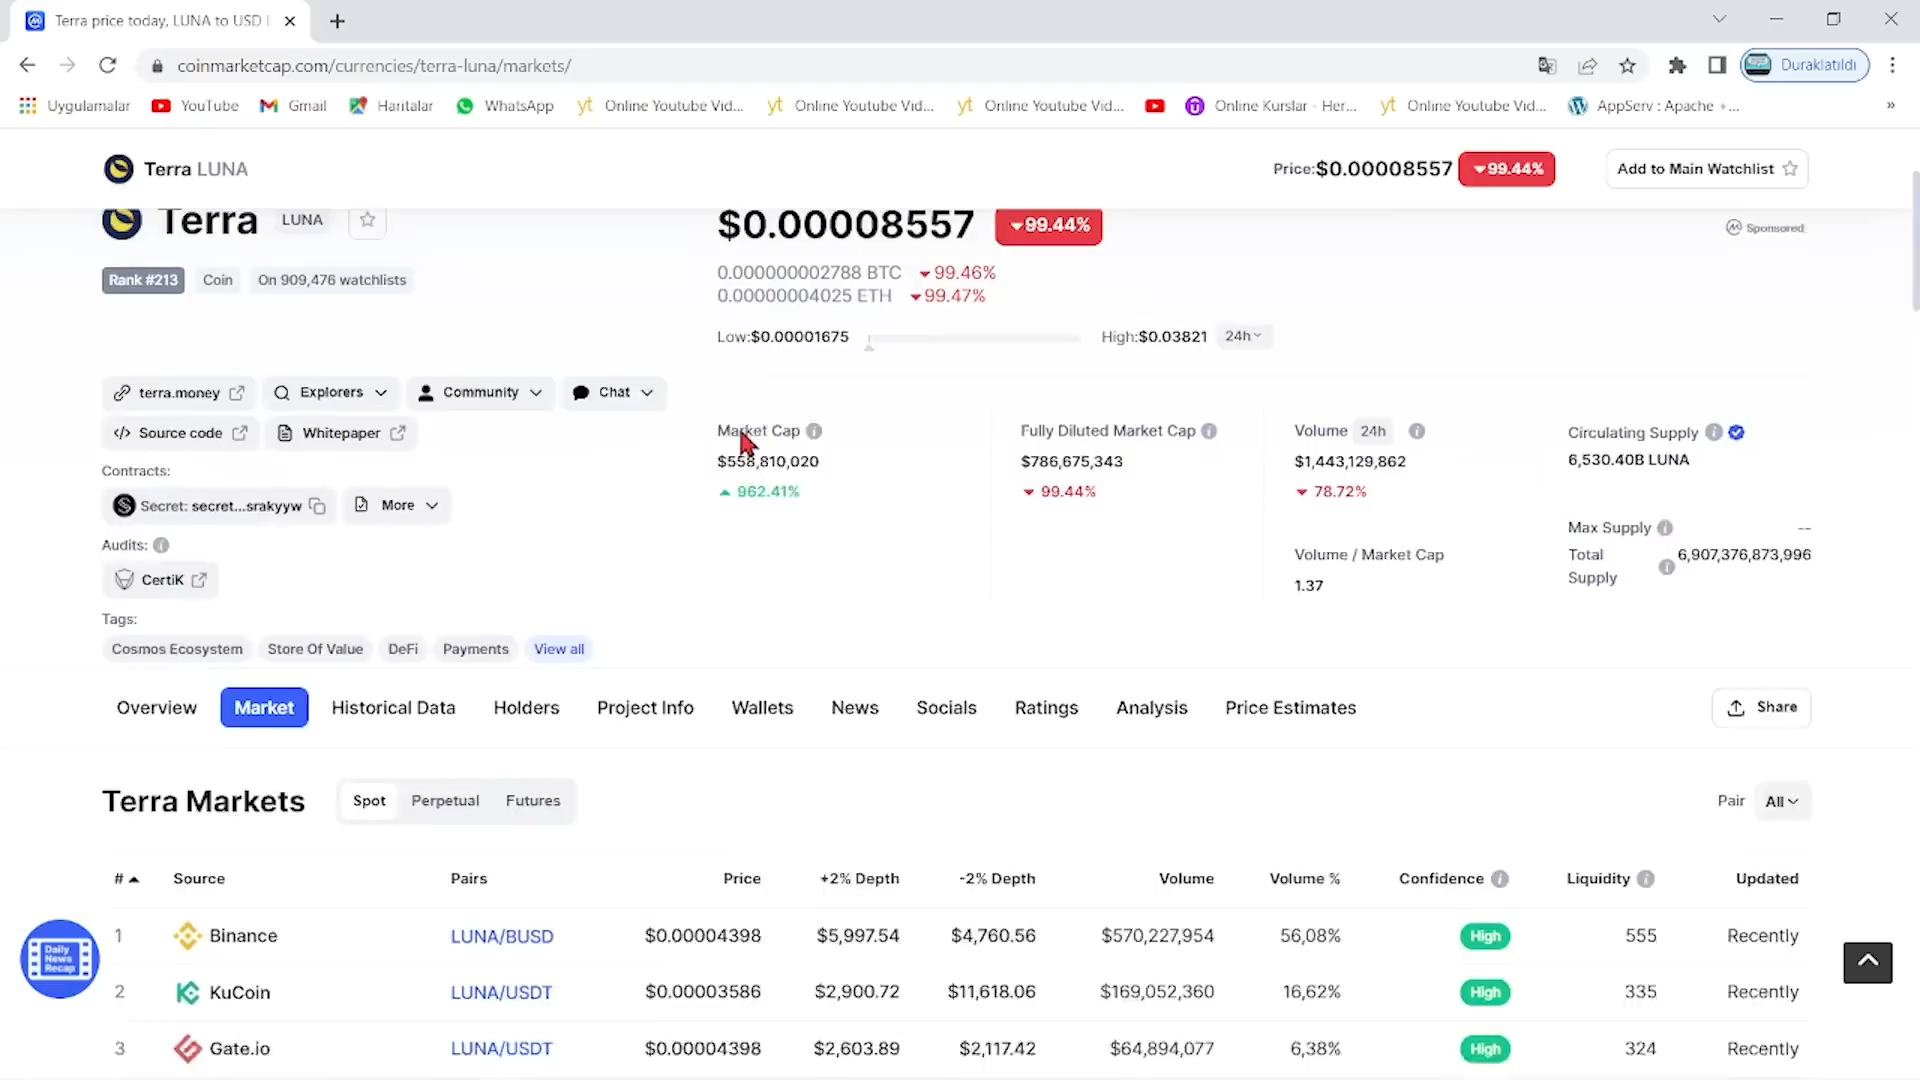 Terra price today, LUNA to USD l
coinmarketcap.com/currencies/terra-luna/markets/
Duraklatıldı
Uygulamalar YouTube Gmail Haritalar WhatsApp yt Online Youtube Vid... yt Online Youtube Vid... yt Online Youtube Vid... Online Kurslar - Her... yt Online Youtube Vid... AppServ : Apache +... »
Terra LUNA Price:$0.00008557 99.44% Add to Main Watchlist
Terra LUNA $0.00008557 99.44% Sponsored
Rank #213 Coin On 909,476 watchlists
0.000000002788 BTC 99.46%
0.00000004025 ETH 99.47%
Low:$0.00001675 High:$0.03821 24h
terra.money Explorers Community Chat
Source code Whitepaper
Contracts:
Secret: secret...srakyyw More
Audits:
CertiK
Tags:
Cosmos Ecosystem Store Of Value DeFi Payments View all
Market Cap
$558,810,020
962.41%
Fully Diluted Market Cap
$786,675,343
99.44%
Volume 24h
$1,443,129,862
78.72%
Volume / Market Cap
1.37
Circulating Supply
6,530.40B LUNA
Max Supply --
Total Supply 6,907,376,873,996
Overview Market Historical Data Holders Project Info Wallets News Socials Ratings Analysis Price Estimates Share
Terra Markets Spot Perpetual Futures Pair All
# Source Pairs Price +2% Depth -2% Depth Volume Volume % Confidence Liquidity Updated
1 Binance LUNA/BUSD $0.00004398 $5,997.54 $4,760.56 $570,227,954 56,08% High 555 Recently
2 KuCoin LUNA/USDT $0.00003586 $2,900.72 $11,618.06 $169,052,360 16,62% High 335 Recently
3 Gate.io LUNA/USDT $0.00004398 $2,603.89 $2,117.42 $64,894,077 6,38% High 324 Recently
Daily
News
Recap